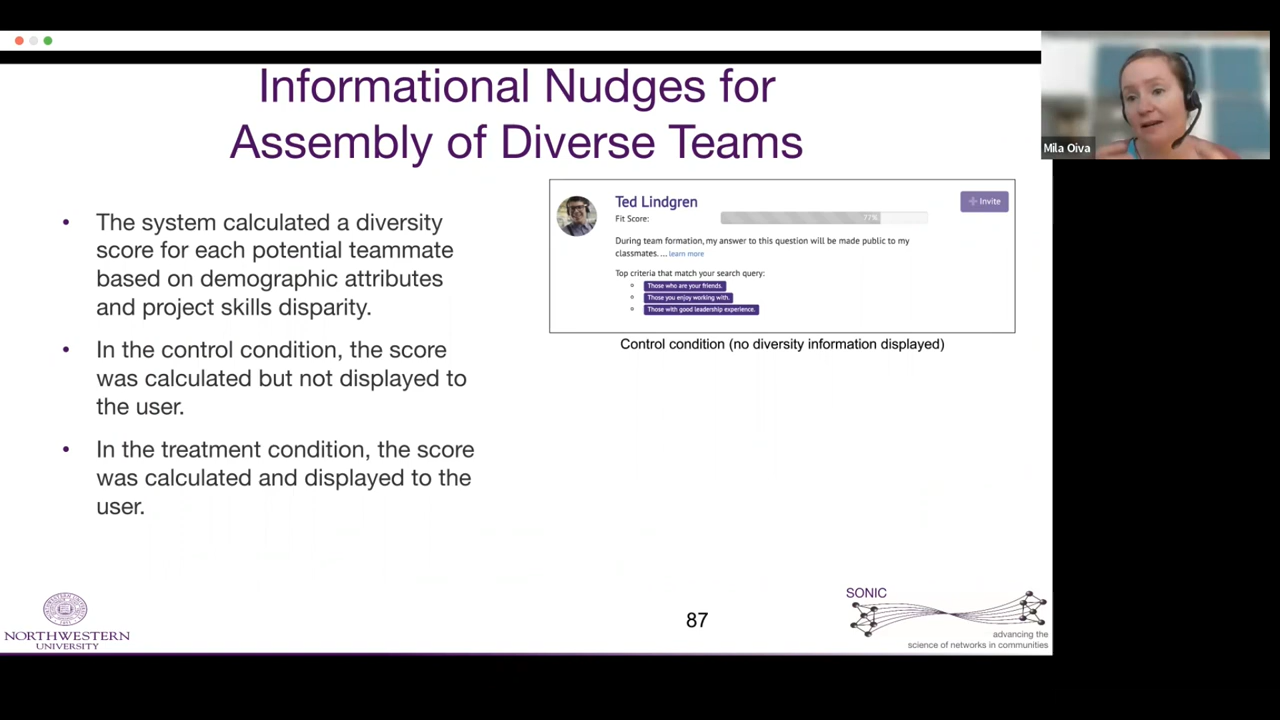 Informational Nudges for
Assembly of Diverse Teams
• The system calculated a diversity
score for each potential teammate
based on demographic attributes
and project skills disparity.
• In the control condition, the score
was calculated but not displayed to
the user.
• In the treatment condition, the score
was calculated and displayed to the
user.
Ted Lindgren
+ Invite
Fit Score:
77%
During team formation, my answer to this question will be made public to my
classmates. ... learn more
Top criteria that match your search query:
Those who are your friends.
Those you enjoy working with.
Those with good leadership experience.
Control condition (no diversity information displayed)
Mila Oiva
NORTHWESTERN
UNIVERSITY
87
SONIC
advancing the
science of networks in communities